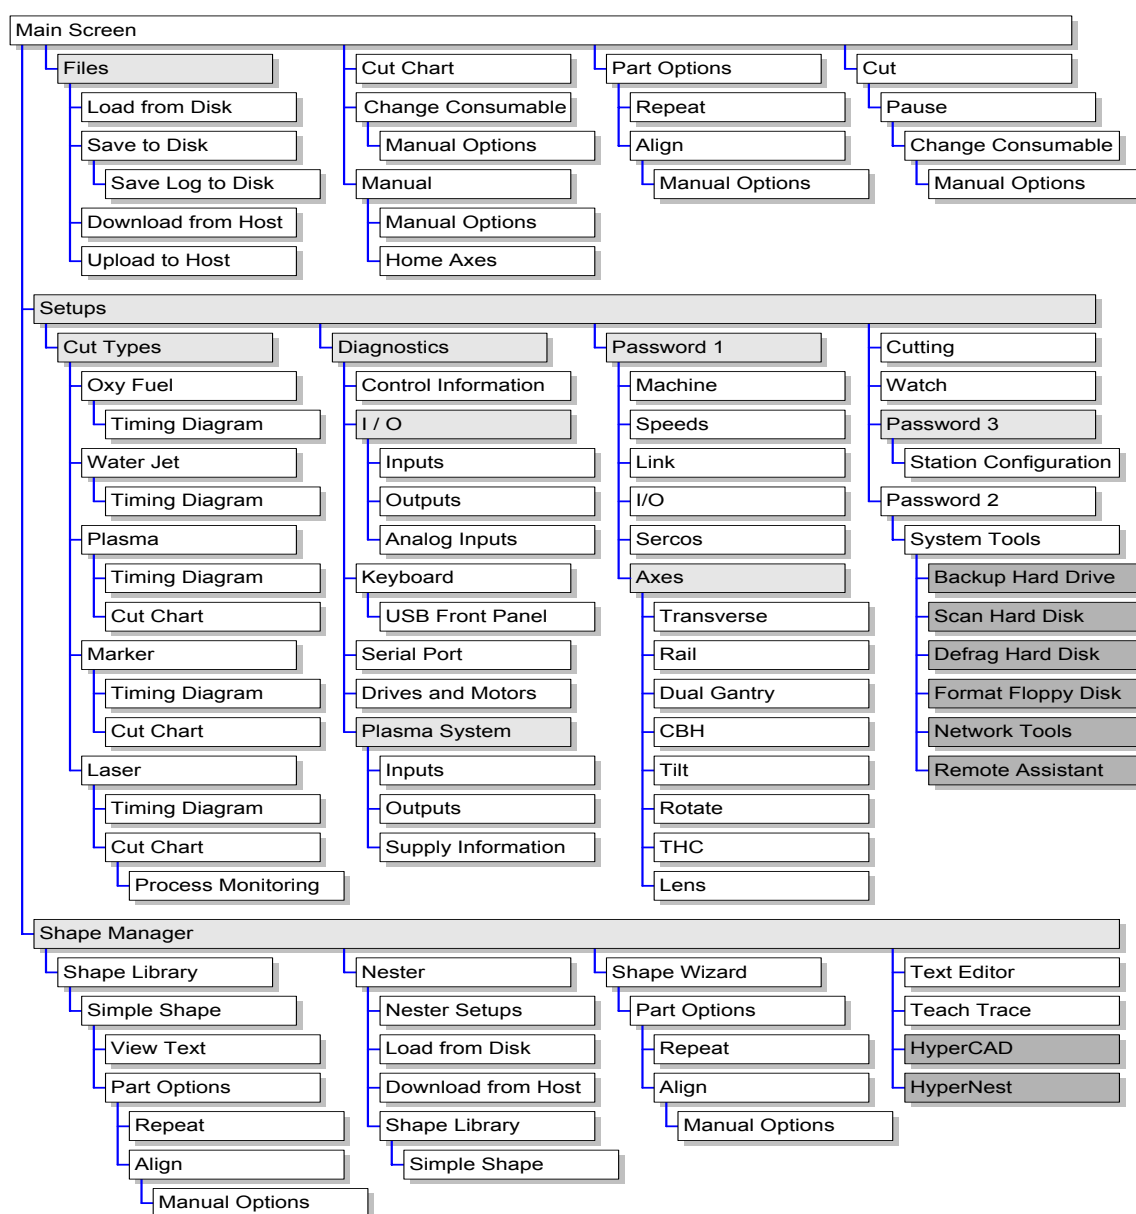 Main Screen
Files
Load from Disk
Save to Disk
Save Log to Disk
Download from Host
Upload to Host
Cut Chart
Change Consumable
Manual Options
Manual
Manual Options
Home Axes
Part Options
Repeat
Align
Manual Options
Cut
Pause
Change Consumable
Manual Options
Setups
Cut Types
Oxy Fuel
Timing Diagram
Water Jet
Timing Diagram
Plasma
Timing Diagram
Cut Chart
Marker
Timing Diagram
Cut Chart
Laser
Timing Diagram
Cut Chart
Process Monitoring
Diagnostics
Control Information
I / O
Inputs
Outputs
Analog Inputs
Keyboard
USB Front Panel
Serial Port
Drives and Motors
Plasma System
Inputs
Outputs
Supply Information
Password 1
Machine
Speeds
Link
I/O
Sercos
Axes
Transverse
Rail
Dual Gantry
CBH
Tilt
Rotate
THC
Lens
Cutting
Watch
Password 3
Station Configuration
Password 2
System Tools
Backup Hard Drive
Scan Hard Disk
Defrag Hard Disk
Format Floppy Disk
Network Tools
Remote Assistant
Shape Manager
Shape Library
Simple Shape
View Text
Part Options
Repeat
Align
Manual Options
Nester
Nester Setups
Load from Disk
Download from Host
Shape Library
Simple Shape
Shape Wizard
Part Options
Repeat
Align
Manual Options
Text Editor
Teach Trace
HyperCAD
HyperNest